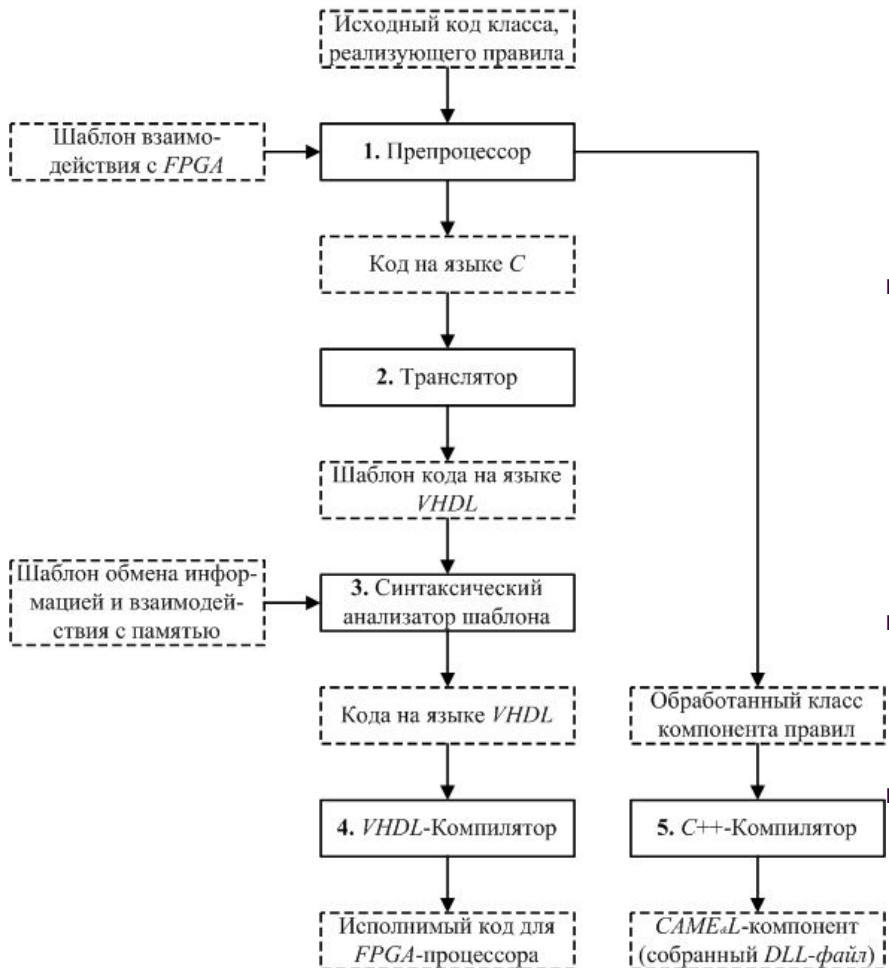 Исходный код класса,
реализующего правила
Шаблон взаимо-
действия с FPGA
1. Препроцессор
Код на языке C
2. Транслятор
Шаблон кода на языке
VHDL
Шаблон обмена инфор-
мацией и взаимодей-
ствия с памятью
3. Синтаксический
анализатор шаблона
Кода на языке VHDL
Обработанный класс
компонента правил
4. VHDL-Компилятор
5. C++-Компилятор
Исполнимый код для
FPGA-процессора
CAME&L-компонент
(собранный DLL-файл)